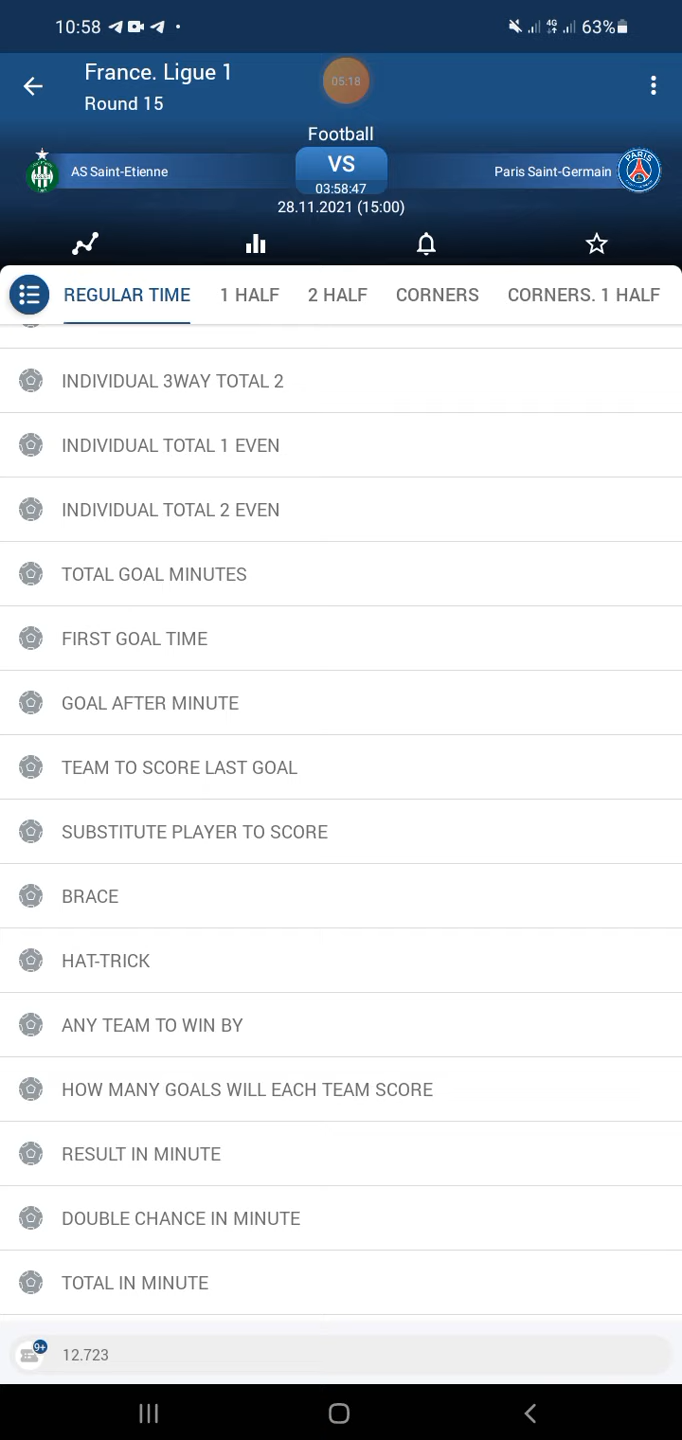 10:58
4G
63%
France. Ligue 1
Round 15
05:18
Football
AS Saint-Etienne
VS
03:58:47
Paris Saint-Germain
PARIS
28.11.2021 (15:00)
REGULAR TIME
1 HALF
2 HALF
CORNERS
CORNERS. 1 HALF
INDIVIDUAL 3WAY TOTAL 2
INDIVIDUAL TOTAL 1 EVEN
INDIVIDUAL TOTAL 2 EVEN
TOTAL GOAL MINUTES
FIRST GOAL TIME
GOAL AFTER MINUTE
TEAM TO SCORE LAST GOAL
SUBSTITUTE PLAYER TO SCORE
BRACE
HAT-TRICK
ANY TEAM TO WIN BY
HOW MANY GOALS WILL EACH TEAM SCORE
RESULT IN MINUTE
DOUBLE CHANCE IN MINUTE
TOTAL IN MINUTE
9+
12.723